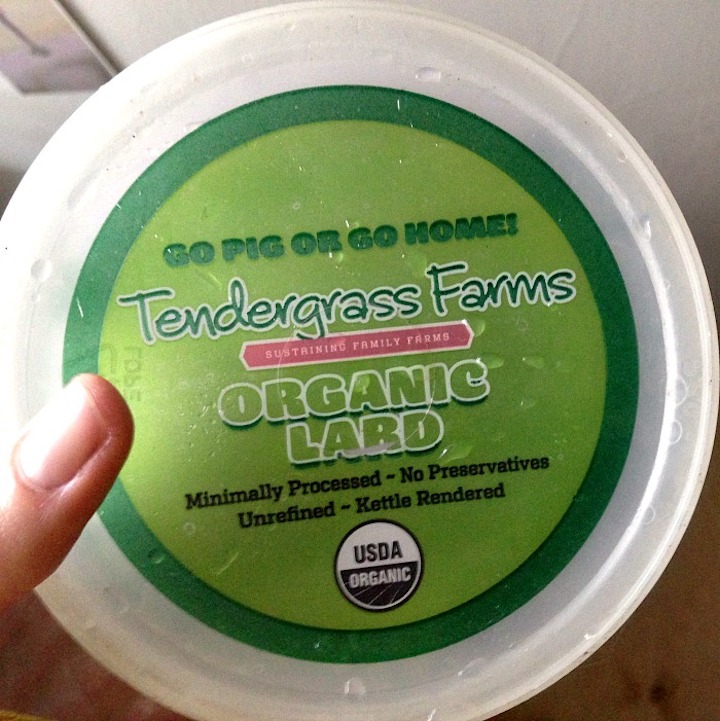 GO PIG OR GO HOME!
Tendergrass Farms
SUSTAINING FAMILY FARMS
ORGANIC
LARD
Minimally Processed ~ No Preservatives
Unrefined ~ Kettle Rendered
USDA
ORGANIC
LDPE